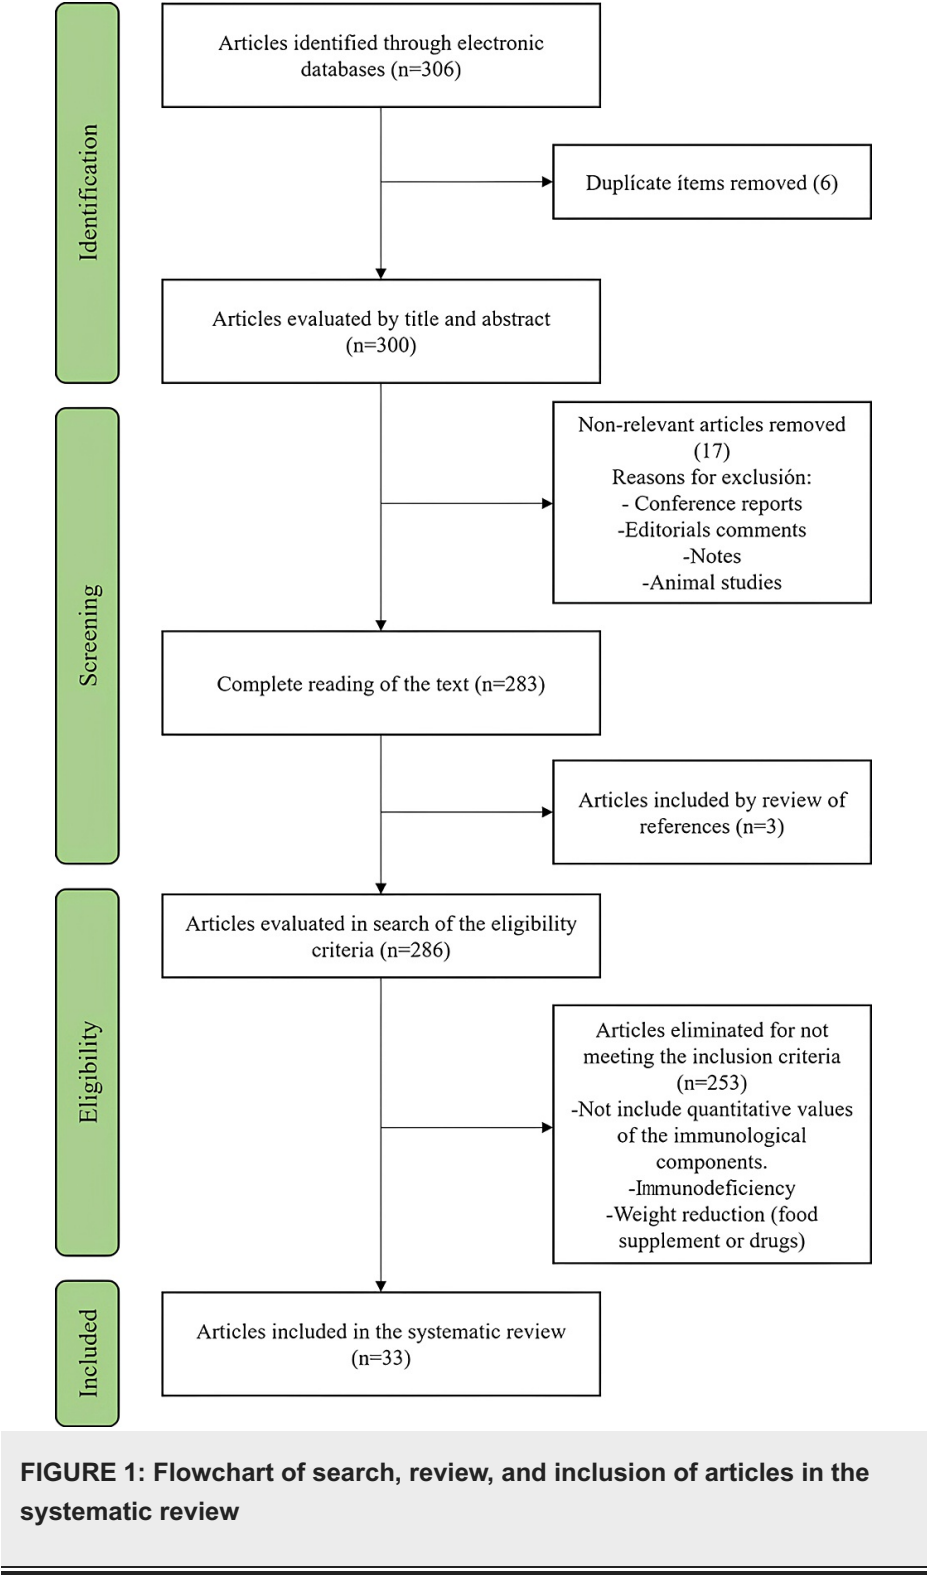 Identification
Articles identified through electronic
databases (n=306)
Duplícate ítems removed (6)
Articles evaluated by title and abstract
(n=300)
Screening
Non-relevant articles removed
(17)
Reasons for exclusión:
- Conference reports
-Editorials comments
-Notes
-Animal studies
Complete reading of the text (n=283)
Articles included by review of
references (n=3)
Eligibility
Articles evaluated in search of the eligibility
criteria (n=286)
Articles eliminated for not
meeting the inclusion criteria
(n=253)
-Not include quantitative values
of the immunological
components.
-Immunodeficiency
-Weight reduction (food
supplement or drugs)
Included
Articles included in the systematic review
(n=33)
FIGURE 1: Flowchart of search, review, and inclusion of articles in the
systematic review